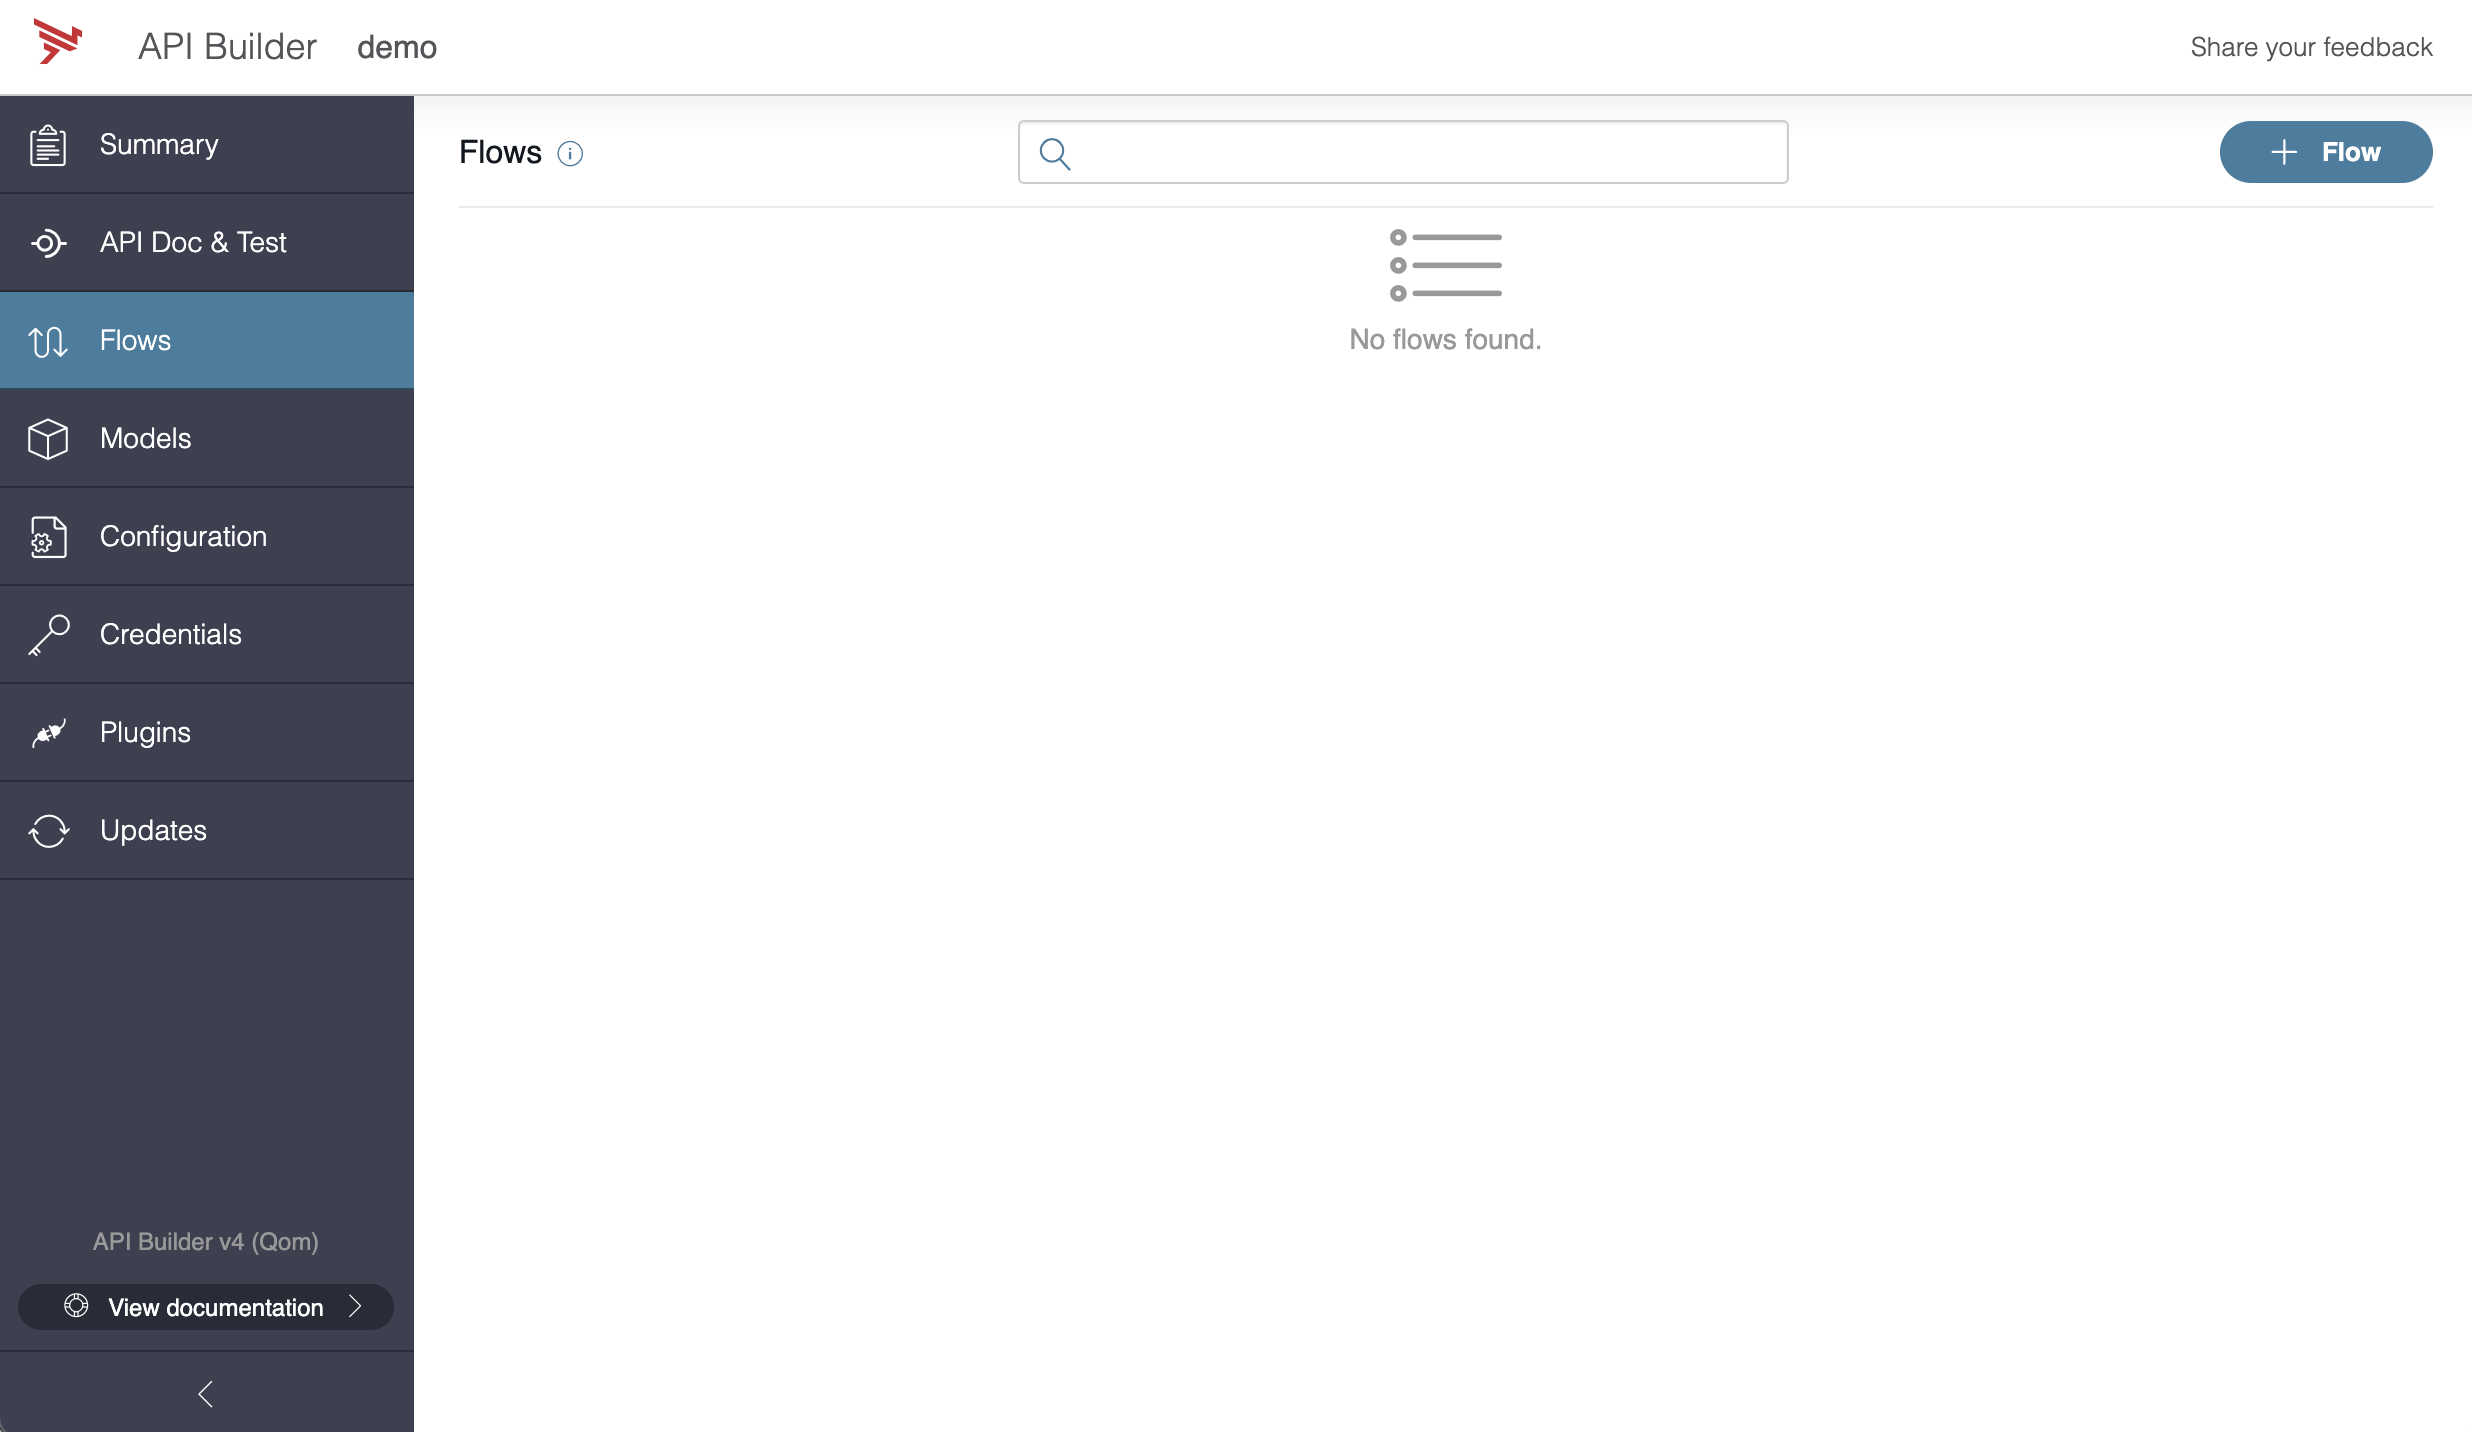 API Builder demo Share your feedback
Summary
API Doc & Test
Flows
Models
Configuration
Credentials
Plugins
Updates
API Builder v4 (Qom)
View documentation
Flows
Flow
No flows found.